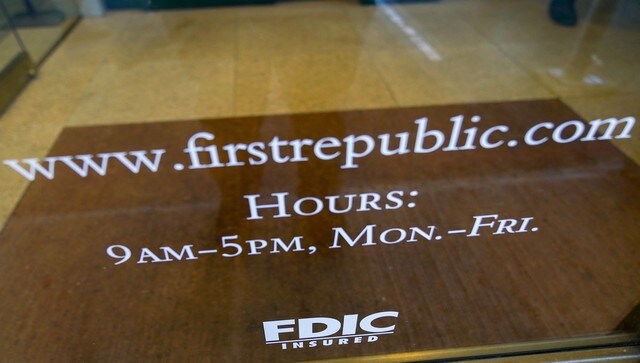 www.firstrepublic.com
HOURS:
9AM–5PM, MON.–FRI.
FDIC
INSURED